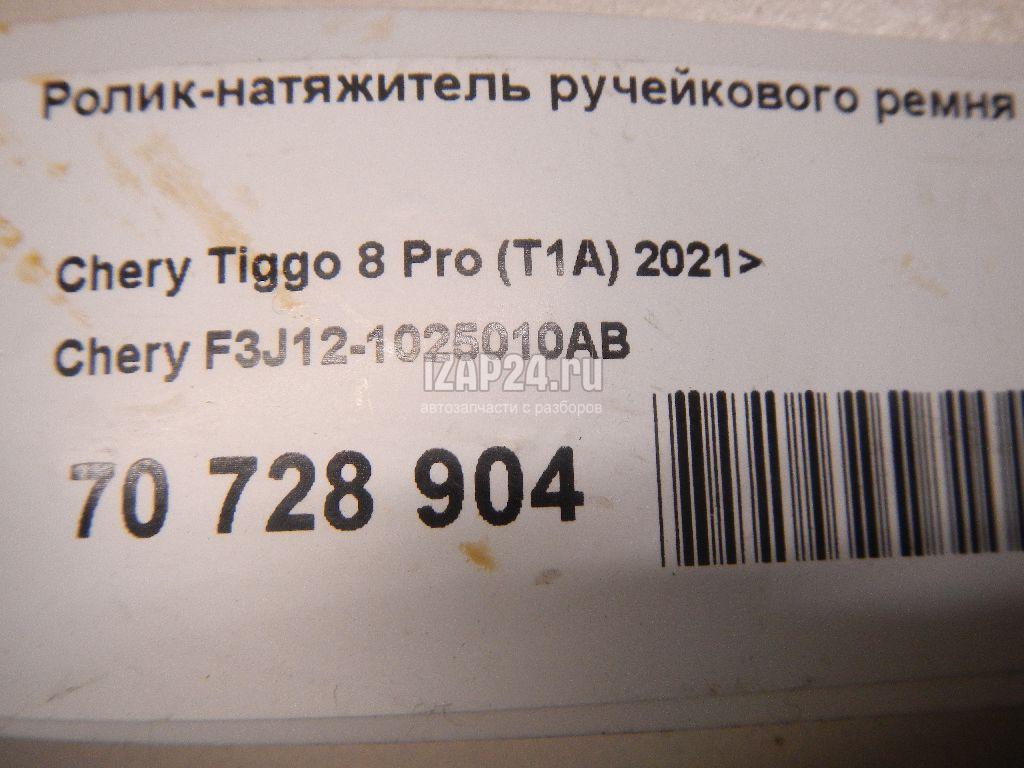 Ролик-натяжитель ручейкового ремня
Chery Tiggo 8 Pro (T1A) 2021>
Chery F3J12-1025010AB
IZAP24.ru
автозапчасти с разборов
70 728 904